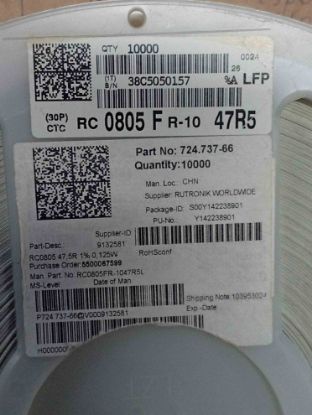 QTY 10000
0024
26
(1T) B/N 38C5050157 %A LFP
(30P) CTC RC 0805 F R-10 47R5
Part No: 724.737-66
Quantity:10000
Man. Loc: CHN
Supplier: RUTRONIK WORLDWIDE
Package-ID: S00Y142238901
PU-No.: Y142238901
Supplier-ID
Part-Desc. 9132581 RoHSconf
RC0805 47,5R 1% 0,125W
Purchase Order:5500067599
Man. Part No: RC0805FR-1047R5L
MS-Level Date of Man
Shipping Note:103953024
Exp.-Date
P724.737-66@V0009132581